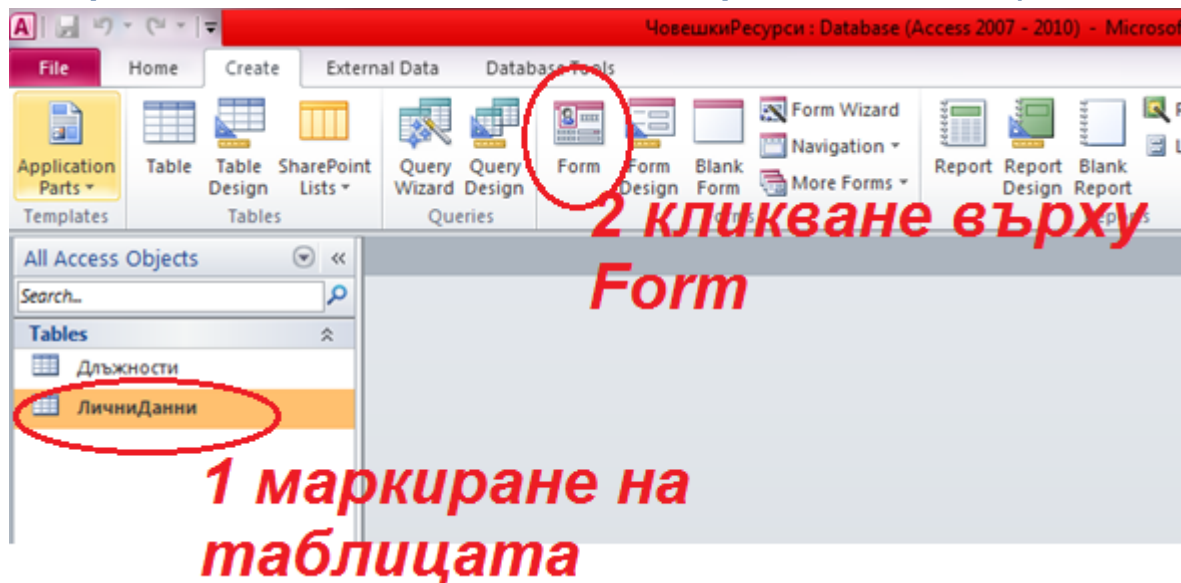 ЧовешкиРесурси : Database (Access 2007 - 2010) - Microsof
File Home Create External Data Database Tools
Application Parts
Table
Table Design
SharePoint Lists
Query Wizard
Query Design
Form
Form Design
Blank Form
Form Wizard
Navigation
More Forms
Report
Report Design
Blank Report
Templates Tables Queries Forms Reports
2 кликване върху
Form
All Access Objects
Search...
Tables
Длъжности
ЛичниДанни
1 маркиране на
таблицата